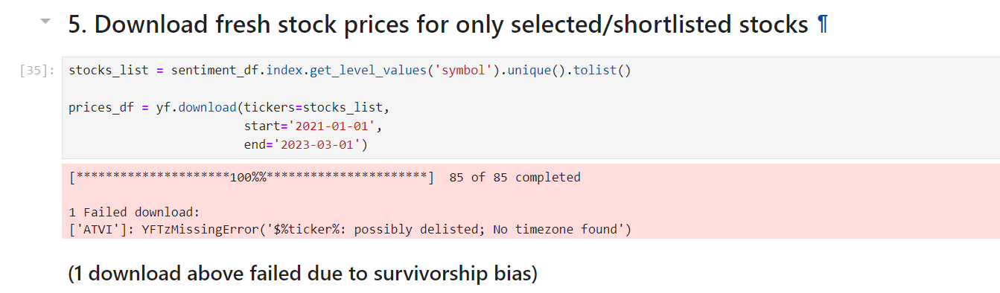 5. Download fresh stock prices for only selected/shortlisted stocks ¶
[35]: stocks_list = sentiment_df.index.get_level_values('symbol').unique().tolist()
prices_df = yf.download(tickers=stocks_list,
start='2021-01-01',
end='2023-03-01')
[*********************100%%**********************]  85 of 85 completed
1 Failed download:
['ATVI']: YFTzMissingError('$%ticker%: possibly delisted; No timezone found')
(1 download above failed due to survivorship bias)